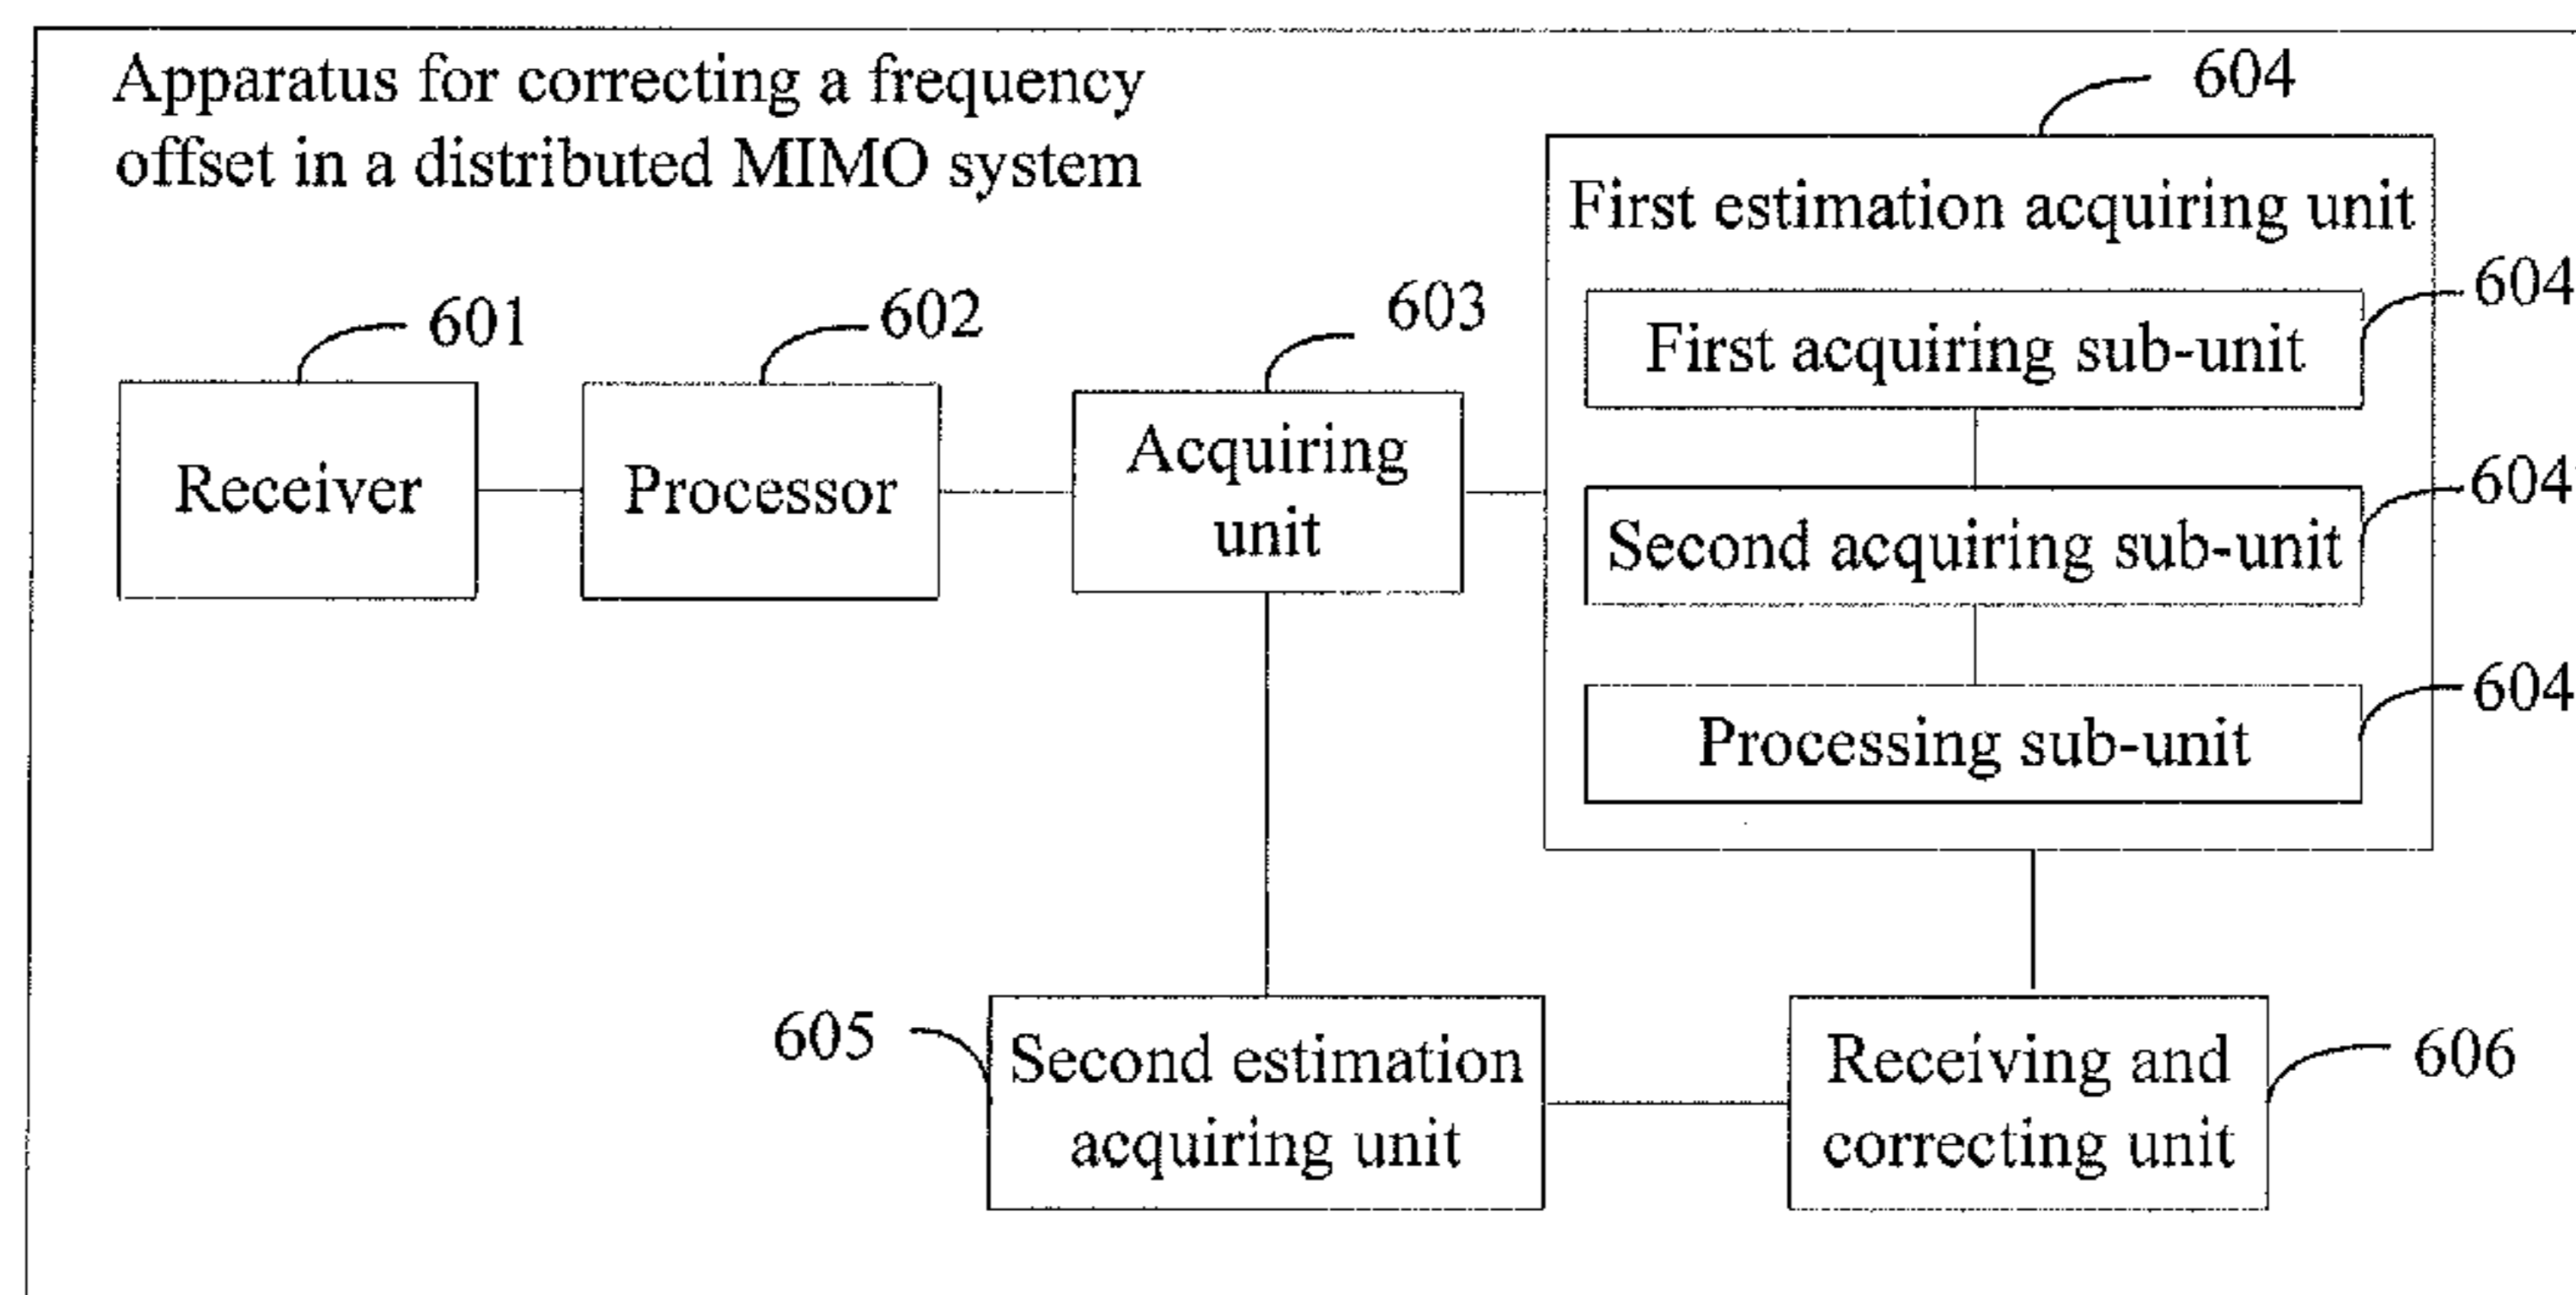 Apparatus for correcting a frequency
offset in a distributed MIMO system
604
First estimation acquiring unit
604
First acquiring sub-unit
604
Second acquiring sub-unit
604
Processing sub-unit
601
Receiver
602
Processor
603
Acquiring
unit
605
Second estimation
acquiring unit
606
Receiving and
correcting unit